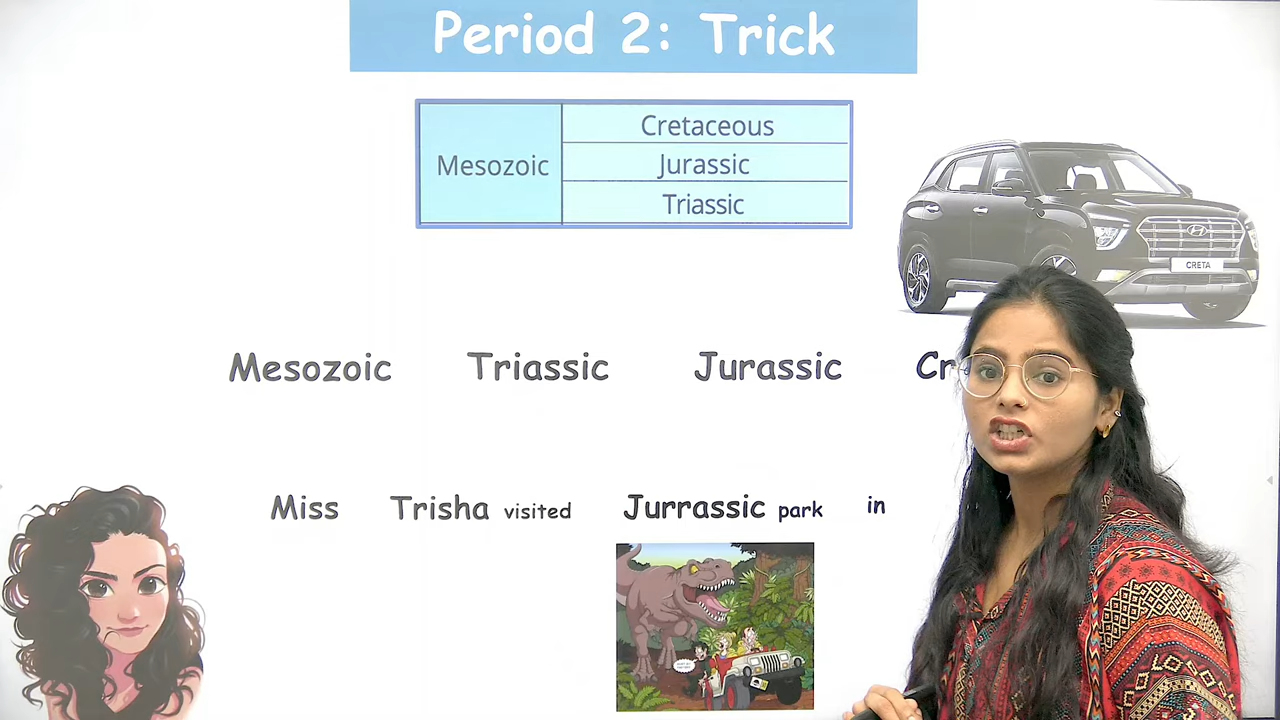 Period 2: Trick
Mesozoic
Cretaceous
Jurassic
Triassic
CRETA
Mesozoic Triassic Jurassic Cr
Miss Trisha visited Jurrassic park in